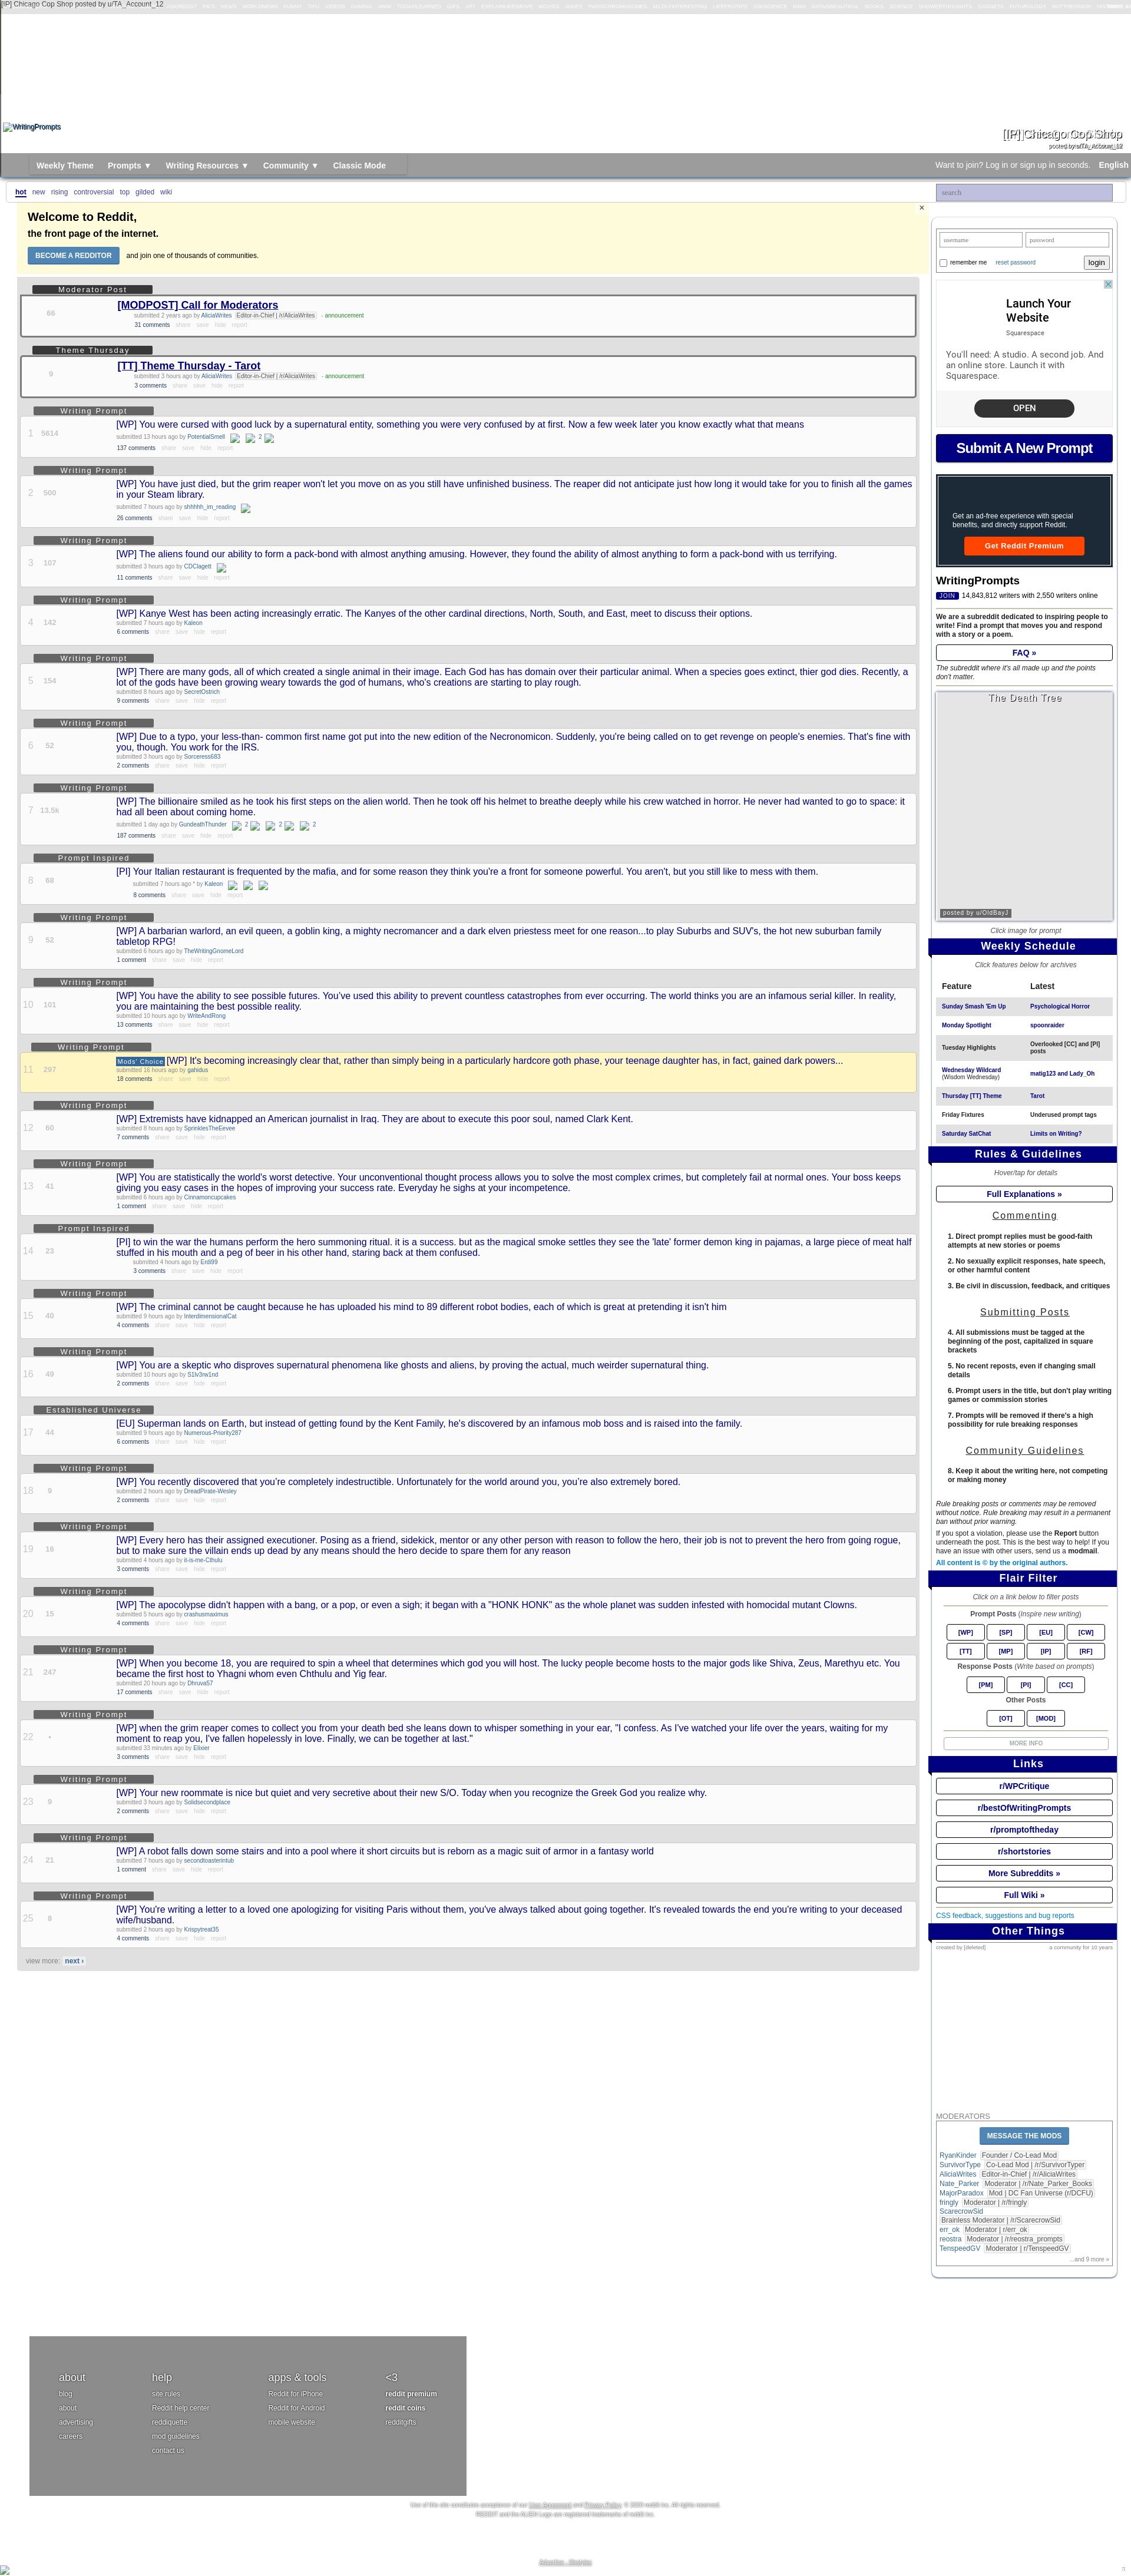 [IP] Chicago Cop Shop posted by u/TA_Account_12
WritingPrompts
[IP] Chicago Cop Shop
posted by u/TA_Account_12
Weekly Theme Prompts ▼ Writing Resources ▼ Community ▼ Classic Mode
Want to join? Log in or sign up in seconds. English
hot new rising controversial top gilded wiki
search
Welcome to Reddit,
the front page of the internet.
BECOME A REDDITOR and join one of thousands of communities.
×
Moderator Post
66
[MODPOST] Call for Moderators
submitted 2 years ago by AliciaWrites Editor-in-Chief | /r/AliciaWrites - announcement
31 comments share save hide report
Theme Thursday
9
[TT] Theme Thursday - Tarot
submitted 3 hours ago by AliciaWrites Editor-in-Chief | /r/AliciaWrites - announcement
3 comments share save hide report
Writing Prompt
1 5614
[WP] You were cursed with good luck by a supernatural entity, something you were very confused by at first. Now a few week later you know exactly what that means
submitted 13 hours ago by PotentialSmell 2
137 comments share save hide report
Writing Prompt
2 500
[WP] You have just died, but the grim reaper won't let you move on as you still have unfinished business. The reaper did not anticipate just how long it would take for you to finish all the games
in your Steam library.
submitted 7 hours ago by shhhhh_im_reading
26 comments share save hide report
Writing Prompt
3 107
[WP] The aliens found our ability to form a pack-bond with almost anything amusing. However, they found the ability of almost anything to form a pack-bond with us terrifying.
submitted 3 hours ago by CDClagett
11 comments share save hide report
Writing Prompt
4 142
[WP] Kanye West has been acting increasingly erratic. The Kanyes of the other cardinal directions, North, South, and East, meet to discuss their options.
submitted 7 hours ago by Kaleon
6 comments share save hide report
Writing Prompt
5 154
[WP] There are many gods, all of which created a single animal in their image. Each God has has domain over their particular animal. When a species goes extinct, thier god dies. Recently, a
lot of the gods have been growing weary towards the god of humans, who's creations are starting to play rough.
submitted 8 hours ago by SecretOstrich
9 comments share save hide report
Writing Prompt
6 52
[WP] Due to a typo, your less-than- common first name got put into the new edition of the Necronomicon. Suddenly, you're being called on to get revenge on people's enemies. That's fine with
you, though. You work for the IRS.
submitted 3 hours ago by Sorceress683
2 comments share save hide report
Writing Prompt
7 13.5k
[WP] The billionaire smiled as he took his first steps on the alien world. Then he took off his helmet to breathe deeply while his crew watched in horror. He never had wanted to go to space: it
had all been about coming home.
submitted 1 day ago by GundeathThunder 2 2 2
187 comments share save hide report
Prompt Inspired
8 68
[PI] Your Italian restaurant is frequented by the mafia, and for some reason they think you're a front for someone powerful. You aren't, but you still like to mess with them.
submitted 7 hours ago * by Kaleon
8 comments share save hide report
Writing Prompt
9 52
[WP] A barbarian warlord, an evil queen, a goblin king, a mighty necromancer and a dark elven priestess meet for one reason...to play Suburbs and SUV's, the hot new suburban family
tabletop RPG!
submitted 6 hours ago by TheWritingGnomeLord
1 comment share save hide report
Writing Prompt
10 101
[WP] You have the ability to see possible futures. You've used this ability to prevent countless catastrophes from ever occurring. The world thinks you are an infamous serial killer. In reality,
you are maintaining the best possible reality.
submitted 10 hours ago by WriteAndRong
13 comments share save hide report
Writing Prompt
11 297
Mods' Choice [WP] It's becoming increasingly clear that, rather than simply being in a particularly hardcore goth phase, your teenage daughter has, in fact, gained dark powers...
submitted 16 hours ago by gahidus
18 comments share save hide report
Writing Prompt
12 60
[WP] Extremists have kidnapped an American journalist in Iraq. They are about to execute this poor soul, named Clark Kent.
submitted 8 hours ago by SprinklesTheEevee
7 comments share save hide report
Writing Prompt
13 41
[WP] You are statistically the world's worst detective. Your unconventional thought process allows you to solve the most complex crimes, but completely fail at normal ones. Your boss keeps
giving you easy cases in the hopes of improving your success rate. Everyday he sighs at your incompetence.
submitted 6 hours ago by Cinnamoncupcakes
1 comment share save hide report
Prompt Inspired
14 23
[PI] to win the war the humans perform the hero summoning ritual. it is a success. but as the magical smoke settles they see the 'late' former demon king in pajamas, a large piece of meat half
stuffed in his mouth and a peg of beer in his other hand, staring back at them confused.
submitted 4 hours ago by Erdi99
3 comments share save hide report
Writing Prompt
15 40
[WP] The criminal cannot be caught because he has uploaded his mind to 89 different robot bodies, each of which is great at pretending it isn't him
submitted 9 hours ago by InterdimensionalCat
4 comments share save hide report
Writing Prompt
16 49
[WP] You are a skeptic who disproves supernatural phenomena like ghosts and aliens, by proving the actual, much weirder supernatural thing.
submitted 10 hours ago by S1lv3rw1nd
2 comments share save hide report
Established Universe
17 44
[EU] Superman lands on Earth, but instead of getting found by the Kent Family, he's discovered by an infamous mob boss and is raised into the family.
submitted 9 hours ago by Numerous-Priority287
6 comments share save hide report
Writing Prompt
18 9
[WP] You recently discovered that you're completely indestructible. Unfortunately for the world around you, you're also extremely bored.
submitted 2 hours ago by DreadPirate-Wesley
2 comments share save hide report
Writing Prompt
19 16
[WP] Every hero has their assigned executioner. Posing as a friend, sidekick, mentor or any other person with reason to follow the hero, their job is not to prevent the hero from going rogue,
but to make sure the villain ends up dead by any means should the hero decide to spare them for any reason
submitted 4 hours ago by it-is-me-Cthulu
3 comments share save hide report
Writing Prompt
20 15
[WP] The apocolypse didn't happen with a bang, or a pop, or even a sigh; it began with a "HONK HONK" as the whole planet was sudden infested with homocidal mutant Clowns.
submitted 5 hours ago by crashusmaximus
4 comments share save hide report
Writing Prompt
21 247
[WP] When you become 18, you are required to spin a wheel that determines which god you will host. The lucky people become hosts to the major gods like Shiva, Zeus, Marethyu etc. You
became the first host to Yhagni whom even Chthulu and Yig fear.
submitted 20 hours ago by Dhruva57
17 comments share save hide report
Writing Prompt
22 •
[WP] when the grim reaper comes to collect you from your death bed she leans down to whisper something in your ear, "I confess. As I've watched your life over the years, waiting for my
moment to reap you, I've fallen hopelessly in love. Finally, we can be together at last."
submitted 33 minutes ago by Elixier
3 comments share save hide report
Writing Prompt
23 9
[WP] Your new roommate is nice but quiet and very secretive about their new S/O. Today when you recognize the Greek God you realize why.
submitted 3 hours ago by Solidsecondplace
2 comments share save hide report
Writing Prompt
24 21
[WP] A robot falls down some stairs and into a pool where it short circuits but is reborn as a magic suit of armor in a fantasy world
submitted 7 hours ago by secondtoasterintub
1 comment share save hide report
Writing Prompt
25 8
[WP] You're writing a letter to a loved one apologizing for visiting Paris without them, you've always talked about going together. It's revealed towards the end you're writing to your deceased
wife/husband.
submitted 2 hours ago by Krispytreat35
4 comments share save hide report
view more: next ›
username password
remember me reset password login
Launch Your
Website
Squarespace
You'll need: A studio. A second job. And
an online store. Launch it with
Squarespace.
OPEN
Submit A New Prompt
Get an ad-free experience with special
benefits, and directly support Reddit.
Get Reddit Premium
WritingPrompts
JOIN 14,843,812 writers with 2,550 writers online
We are a subreddit dedicated to inspiring people to
write! Find a prompt that moves you and respond
with a story or a poem.
FAQ »
The subreddit where it's all made up and the points
don't matter.
The Death Tree
posted by u/OldBayJ
Click image for prompt
Weekly Schedule
Click features below for archives
Feature Latest
Sunday Smash 'Em Up Psychological Horror
Monday Spotlight spoonraider
Tuesday Highlights Overlooked [CC] and [PI]
posts
Wednesday Wildcard
(Wisdom Wednesday) matig123 and Lady_Oh
Thursday [TT] Theme Tarot
Friday Fixtures Underused prompt tags
Saturday SatChat Limits on Writing?
Rules & Guidelines
Hover/tap for details
Full Explanations »
Commenting
1. Direct prompt replies must be good-faith
attempts at new stories or poems
2. No sexually explicit responses, hate speech,
or other harmful content
3. Be civil in discussion, feedback, and critiques
Submitting Posts
4. All submissions must be tagged at the
beginning of the post, capitalized in square
brackets
5. No recent reposts, even if changing small
details
6. Prompt users in the title, but don't play writing
games or commission stories
7. Prompts will be removed if there's a high
possibility for rule breaking responses
Community Guidelines
8. Keep it about the writing here, not competing
or making money
Rule breaking posts or comments may be removed
without notice. Rule breaking may result in a permanent
ban without prior warning.
If you spot a violation, please use the Report button
underneath the post. This is the best way to help! If you
have an issue with other users, send us a modmail.
All content is © by the original authors.
Flair Filter
Click on a link below to filter posts
Prompt Posts (Inspire new writing)
[WP] [SP] [EU] [CW]
[TT] [MP] [IP] [RF]
Response Posts (Write based on prompts)
[PM] [PI] [CC]
Other Posts
[OT] [MOD]
MORE INFO
Links
r/WPCritique
r/bestOfWritingPrompts
r/promptoftheday
r/shortstories
More Subreddits »
Full Wiki »
CSS feedback, suggestions and bug reports
Other Things
created by [deleted] a community for 10 years
MODERATORS
MESSAGE THE MODS
RyanKinder Founder / Co-Lead Mod
SurvivorType Co-Lead Mod | /r/SurvivorTyper
AliciaWrites Editor-in-Chief | /r/AliciaWrites
Nate_Parker Moderator | /r/Nate_Parker_Books
MajorParadox Mod | DC Fan Universe (r/DCFU)
fringly Moderator | /r/fringly
ScarecrowSid
Brainless Moderator | /r/ScarecrowSid
err_ok Moderator | r/err_ok
reostra Moderator | /r/reostra_prompts
TenspeedGV Moderator | r/TenspeedGV
...and 9 more »
about help apps & tools <3
blog site rules Reddit for iPhone reddit premium
about Reddit help center Reddit for Android reddit coins
advertising reddiquette mobile website redditgifts
careers mod guidelines
contact us
Use of this site constitutes acceptance of our User Agreement and Privacy Policy. © 2020 reddit inc. All rights reserved.
REDDIT and the ALIEN Logo are registered trademarks of reddit inc.
π